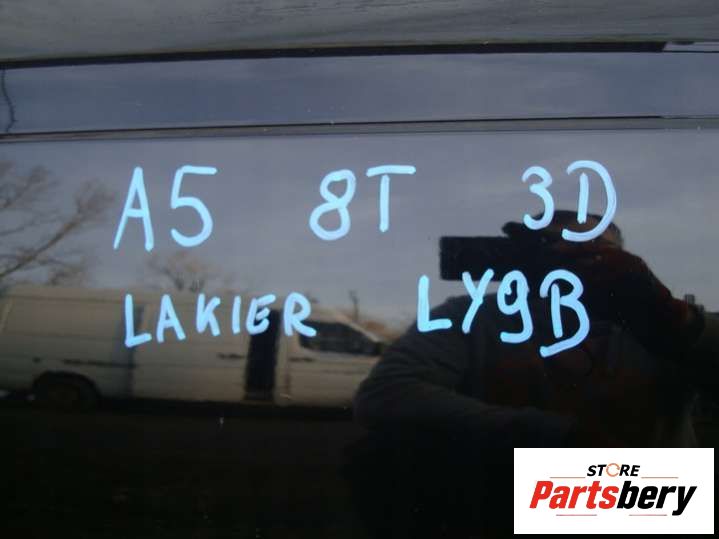 A5 8T 3D
LAKIER LY9B
STORE
Partsbery